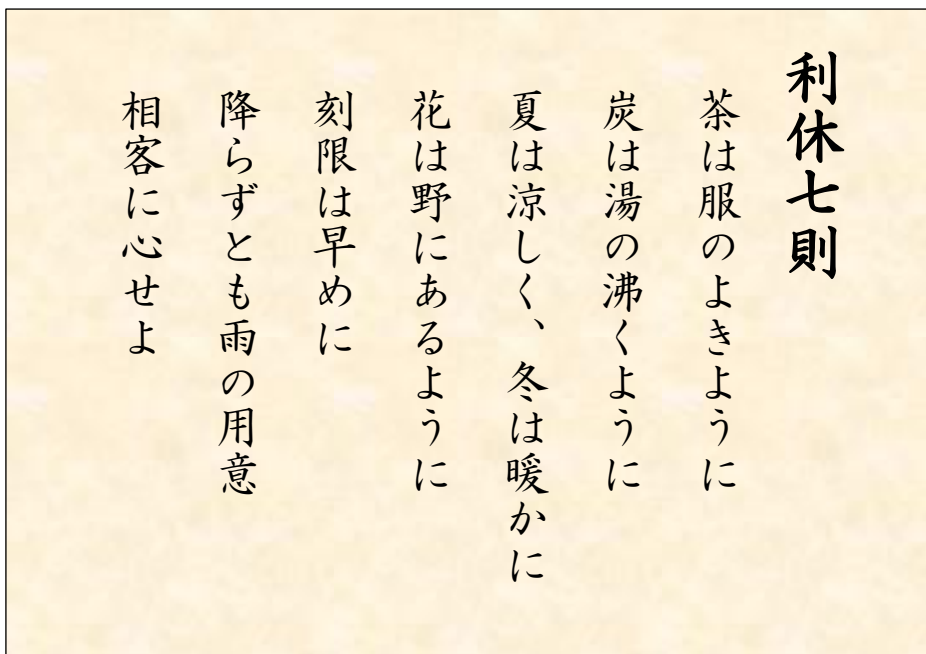 利休七則
茶は服のよきように
炭は湯の沸くように
夏は涼しく、冬は暖かに
花は野にあるように
刻限は早めに
降らずとも雨の用意
相客に心せよ